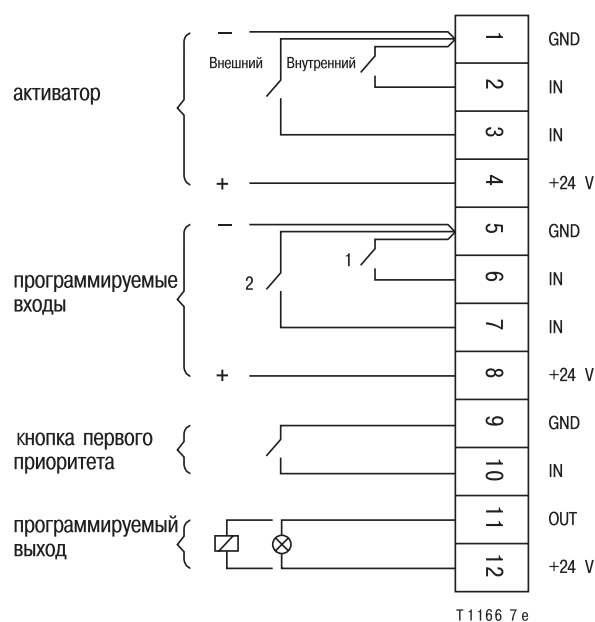 − 1 GND
Внешний Внутренний
активатор 2 IN
3 IN
+ 4 +24 V
− 5 GND
1
программируемые 2 6 IN
входы
7 IN
+ 8 +24 V
9 GND
кнопка первого
приоритета 10 IN
программируемый 11 OUT
выход
12 +24 V
T 1166 7 e